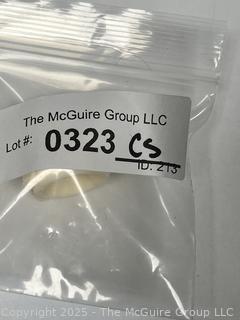 The McGuire Group LLC
Lot #: 0323 CS
ID: 213
Copyright 2025 - The McGuire Group LLC